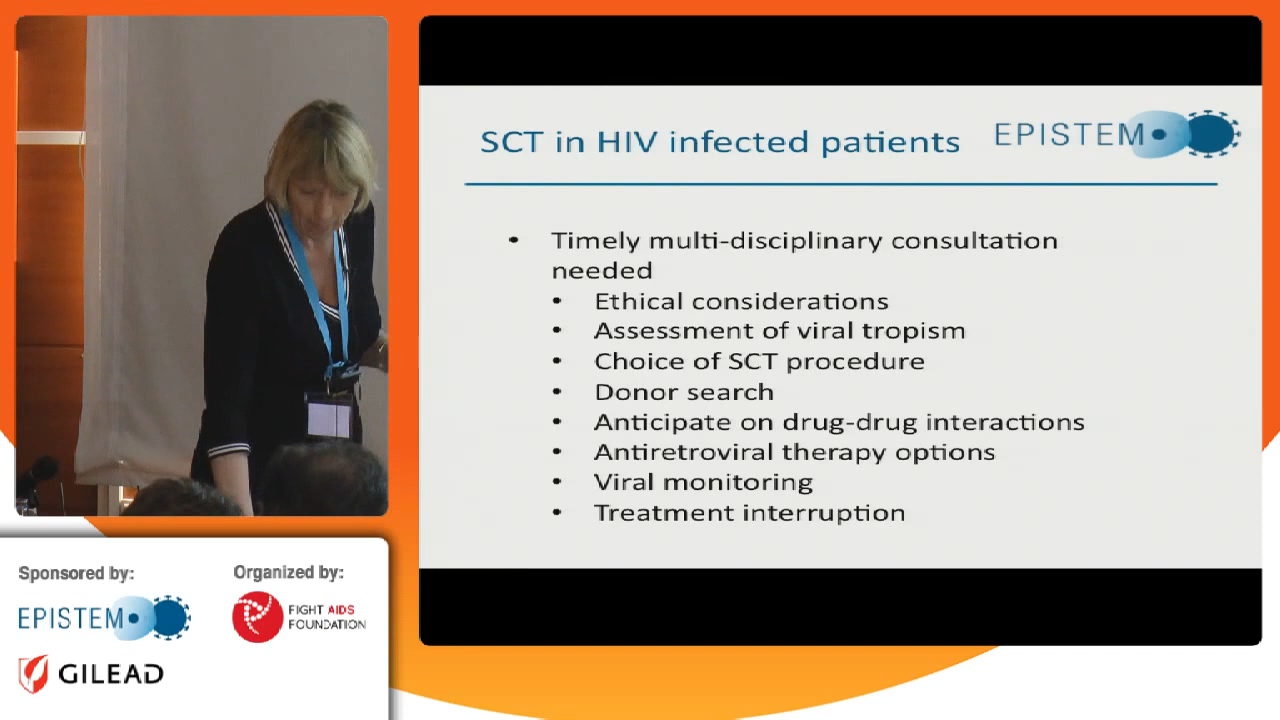 SCT in HIV infected patients
EPISTEM
• Timely multi-disciplinary consultation
needed
• Ethical considerations
• Assessment of viral tropism
• Choice of SCT procedure
• Donor search
• Anticipate on drug-drug interactions
• Antiretroviral therapy options
• Viral monitoring
• Treatment interruption
Sponsored by:
EPISTEM
GILEAD
Organized by:
FIGHT AIDS
FOUNDATION